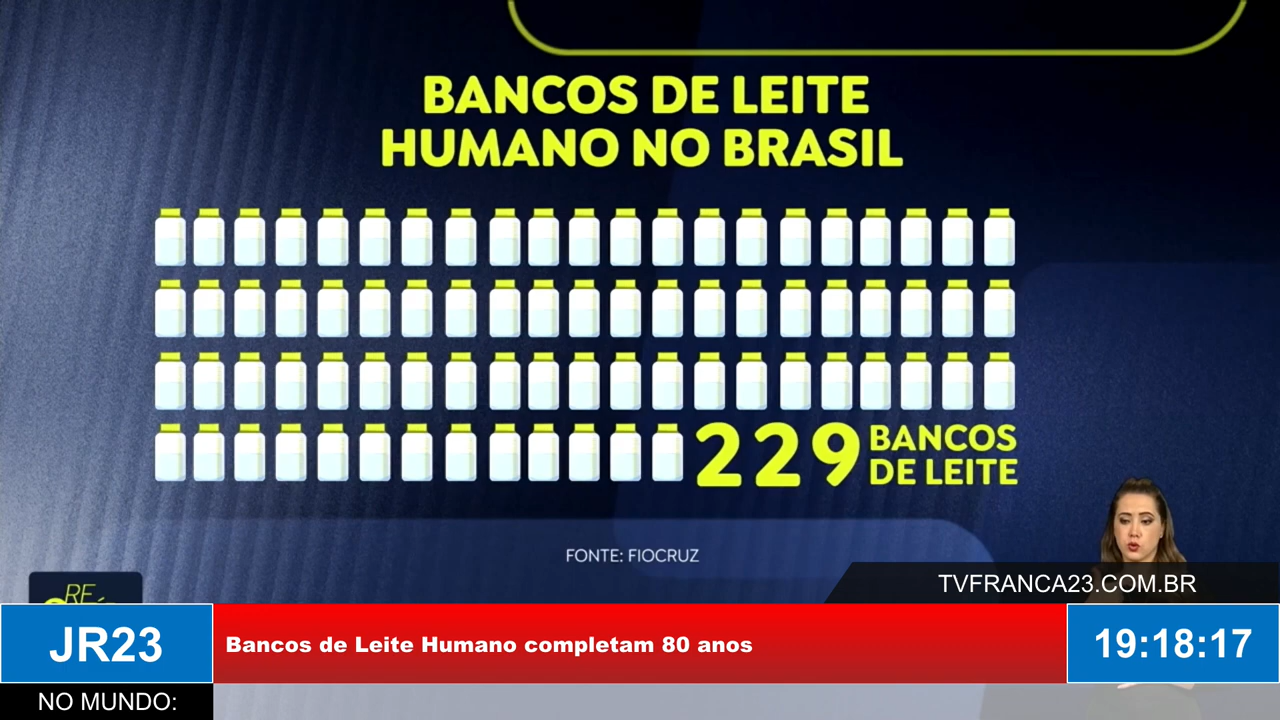 BANCOS DE LEITE
HUMANO NO BRASIL
229 BANCOS
DE LEITE
FONTE: FIOCRUZ
RE
TVFRANCA23.COM.BR
JR23
Bancos de Leite Humano completam 80 anos
19:18:17
NO MUNDO: